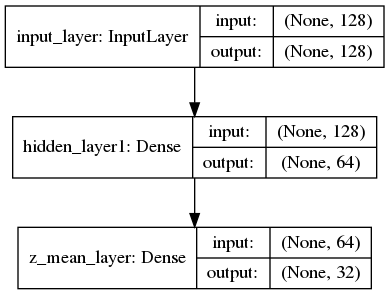 input_layer: InputLayer
input: (None, 128)
output: (None, 128)
hidden_layer1: Dense
input: (None, 128)
output: (None, 64)
z_mean_layer: Dense
input: (None, 64)
output: (None, 32)